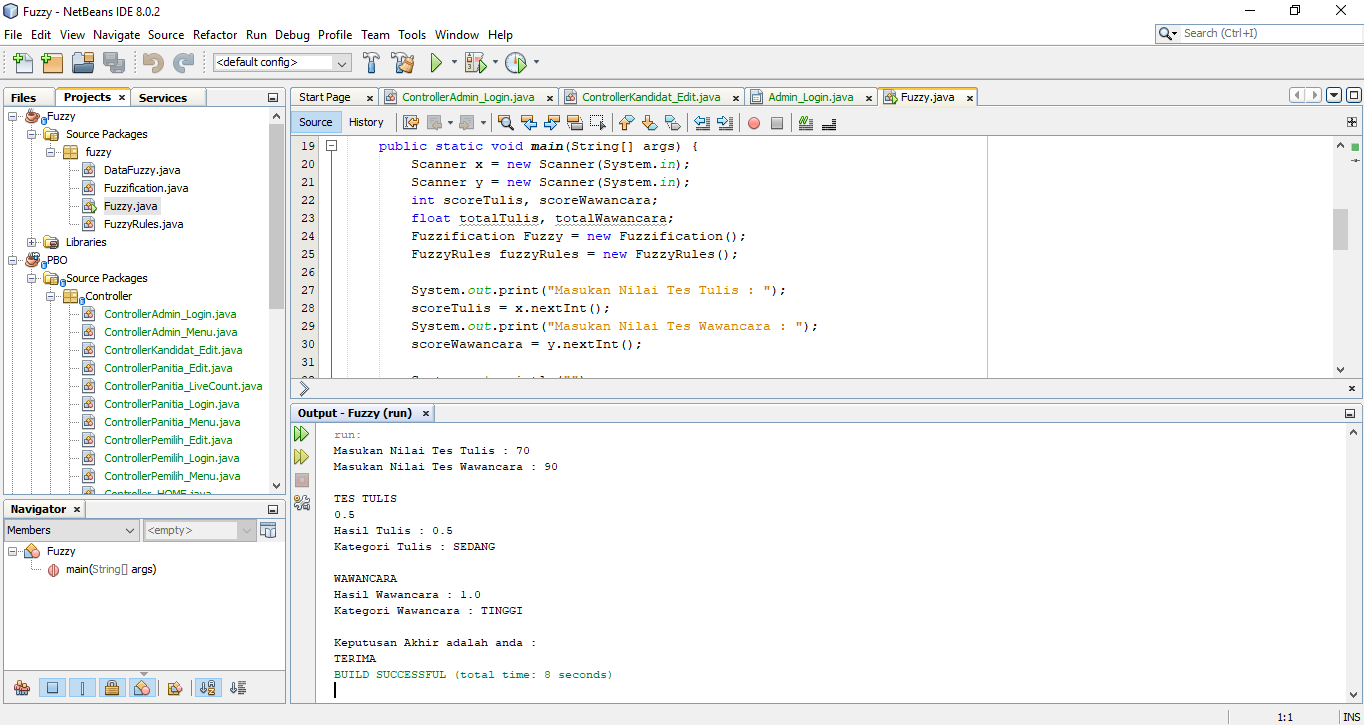 Fuzzy - NetBeans IDE 8.0.2
File Edit View Navigate Source Refactor Run Debug Profile Team Tools Window Help
Search (Ctrl+I)
<default config>
Files Projects × Services
Fuzzy
Source Packages
fuzzy
DataFuzzy.java
Fuzzification.java
Fuzzy.java
FuzzyRules.java
Libraries
PBO
Source Packages
Controller
ControllerAdmin_Login.java
ControllerAdmin_Menu.java
ControllerKandidat_Edit.java
ControllerPanitia_Edit.java
ControllerPanitia_LiveCount.java
ControllerPanitia_Login.java
ControllerPanitia_Menu.java
ControllerPemilih_Edit.java
ControllerPemilih_Login.java
ControllerPemilih_Menu.java
Controller_HOME.java
Navigator ×
Members <empty>
Fuzzy
main(String[] args)
Start Page × ControllerAdmin_Login.java × ControllerKandidat_Edit.java × Admin_Login.java × Fuzzy.java ×
Source History
19 public static void main(String[] args) {
20 Scanner x = new Scanner(System.in);
21 Scanner y = new Scanner(System.in);
22 int scoreTulis, scoreWawancara;
23 float totalTulis, totalWawancara;
24 Fuzzification Fuzzy = new Fuzzification();
25 FuzzyRules fuzzyRules = new FuzzyRules();
26
27 System.out.print("Masukan Nilai Tes Tulis : ");
28 scoreTulis = x.nextInt();
29 System.out.print("Masukan Nilai Tes Wawancara : ");
30 scoreWawancara = y.nextInt();
31
Output - Fuzzy (run) ×
run:
Masukan Nilai Tes Tulis : 70
Masukan Nilai Tes Wawancara : 90
TES TULIS
0.5
Hasil Tulis : 0.5
Kategori Tulis : SEDANG
WAWANCARA
Hasil Wawancara : 1.0
Kategori Wawancara : TINGGI
Keputusan Akhir adalah anda :
TERIMA
BUILD SUCCESSFUL (total time: 8 seconds)
1:1 INS